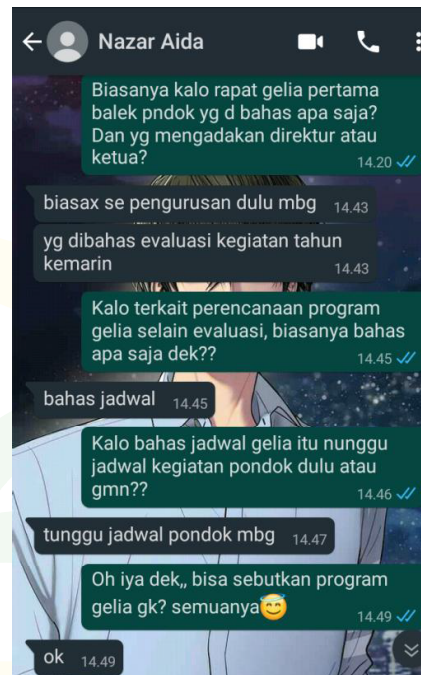 Nazar Aida
Biasanya kalo rapat gelia pertama
balek pndok yg d bahas apa saja?
Dan yg mengadakan direktur atau
ketua?
14.20
biasax se pengurusan dulu mbg 14.43
yg dibahas evaluasi kegiatan tahun
kemarin
14.43
Kalo terkait perencanaan program
gelia selain evaluasi, biasanya bahas
apa saja dek??
14.45
bahas jadwal 14.45
Kalo bahas jadwal gelia itu nunggu
jadwal kegiatan pondok dulu atau
gmn??
14.46
tunggu jadwal pondok mbg 14.47
Oh iya dek,, bisa sebutkan program
gelia gk? semuanya😇
14.49
ok 14.49